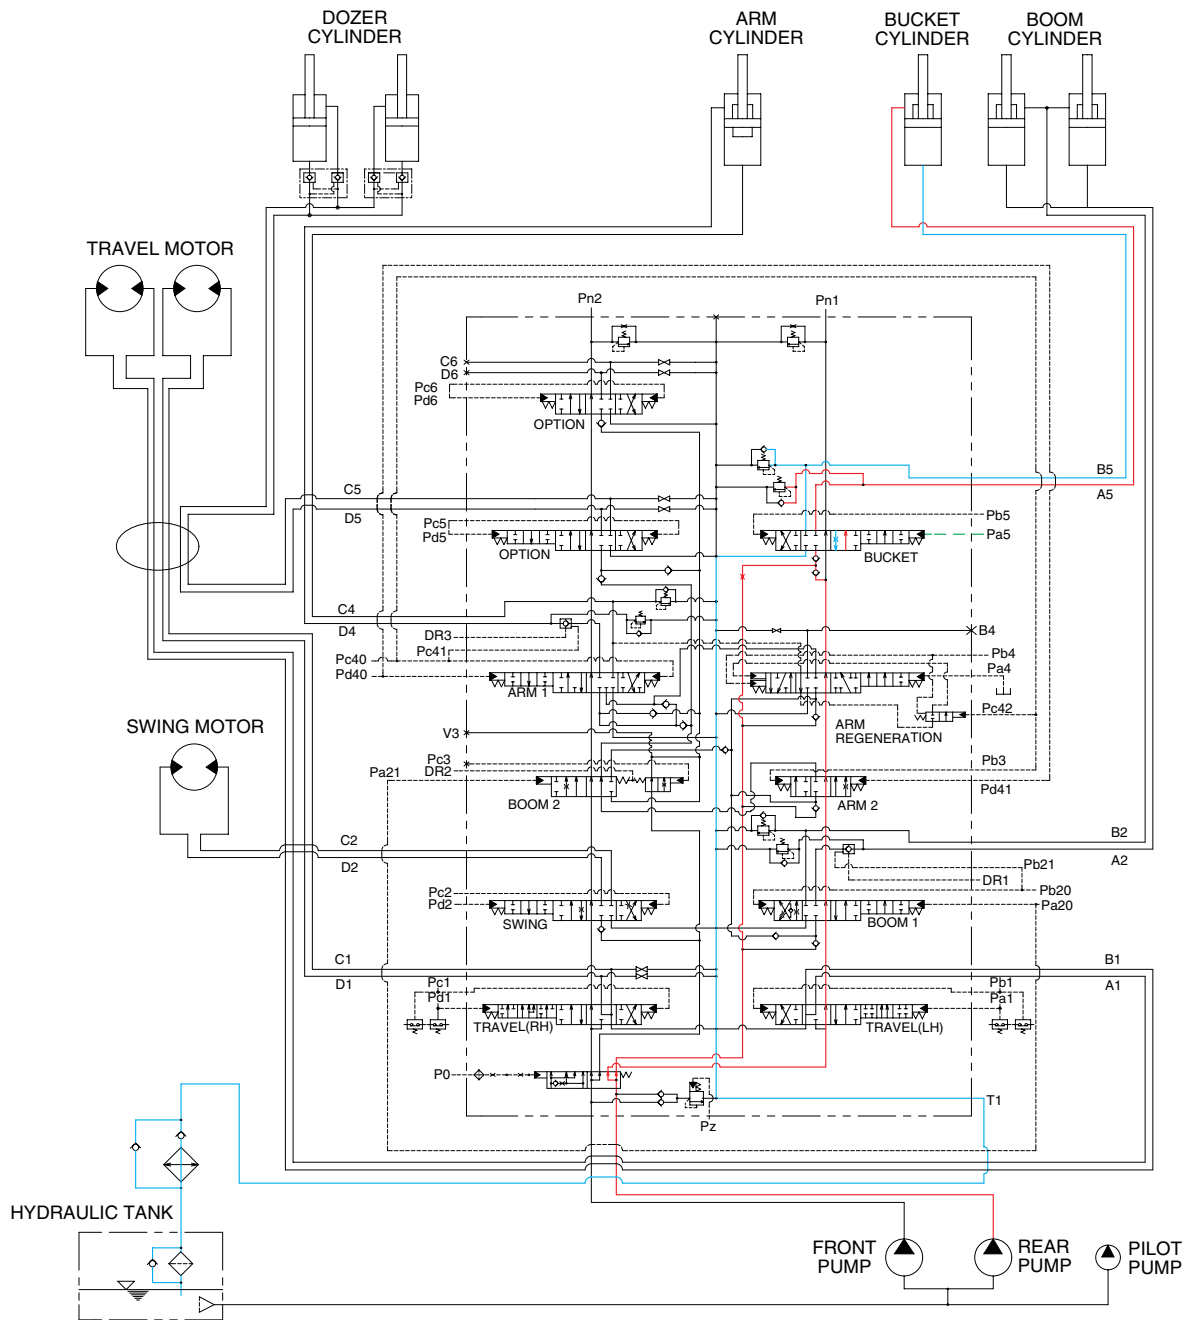 DOZER
CYLINDER
ARM
CYLINDER
BUCKET
CYLINDER
BOOM
CYLINDER
TRAVEL MOTOR
Pn2
Pn1
C6
D6
Pc6
Pd6
OPTION
B5
A5
C5
D5
Pc5
Pd5
OPTION
Pb5
Pa5
BUCKET
C4
D4
DR3
Pc41
Pc40
Pd40
ARM 1
B4
Pb4
Pa4
Pc42
ARM
REGENERATION
SWING MOTOR
V3
Pc3
DR2
Pa21
BOOM 2
Pb3
Pd41
ARM 2
C2
D2
B2
A2
Pb21
DR1
Pc2
Pd2
SWING
Pb20
Pa20
BOOM 1
C1
D1
B1
A1
Pc1
Pd1
TRAVEL(RH)
Pb1
Pa1
TRAVEL(LH)
P0
Pz
T1
HYDRAULIC TANK
FRONT
PUMP
REAR
PUMP
PILOT
PUMP